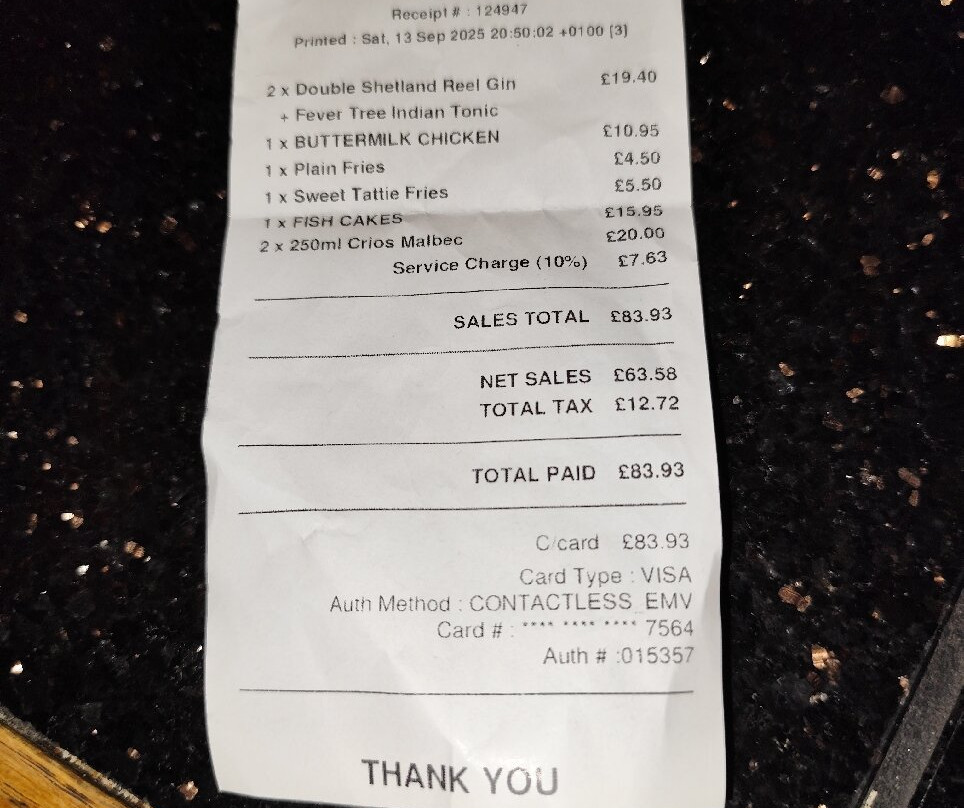 Receipt # : 124947
Printed : Sat, 13 Sep 2025 20:50:02 +0100 [3]
2 x Double Shetland Reel Gin £19.40
+ Fever Tree Indian Tonic
1 x BUTTERMILK CHICKEN £10.95
1 x Plain Fries £4.50
1 x Sweet Tattie Fries £5.50
1 x FISH CAKES £15.95
2 x 250ml Crios Malbec £20.00
Service Charge (10%) £7.63
SALES TOTAL £83.93
NET SALES £63.58
TOTAL TAX £12.72
TOTAL PAID £83.93
C/card £83.93
Card Type : VISA
Auth Method : CONTACTLESS_EMV
Card # : **** **** **** 7564
Auth # :015357
THANK YOU